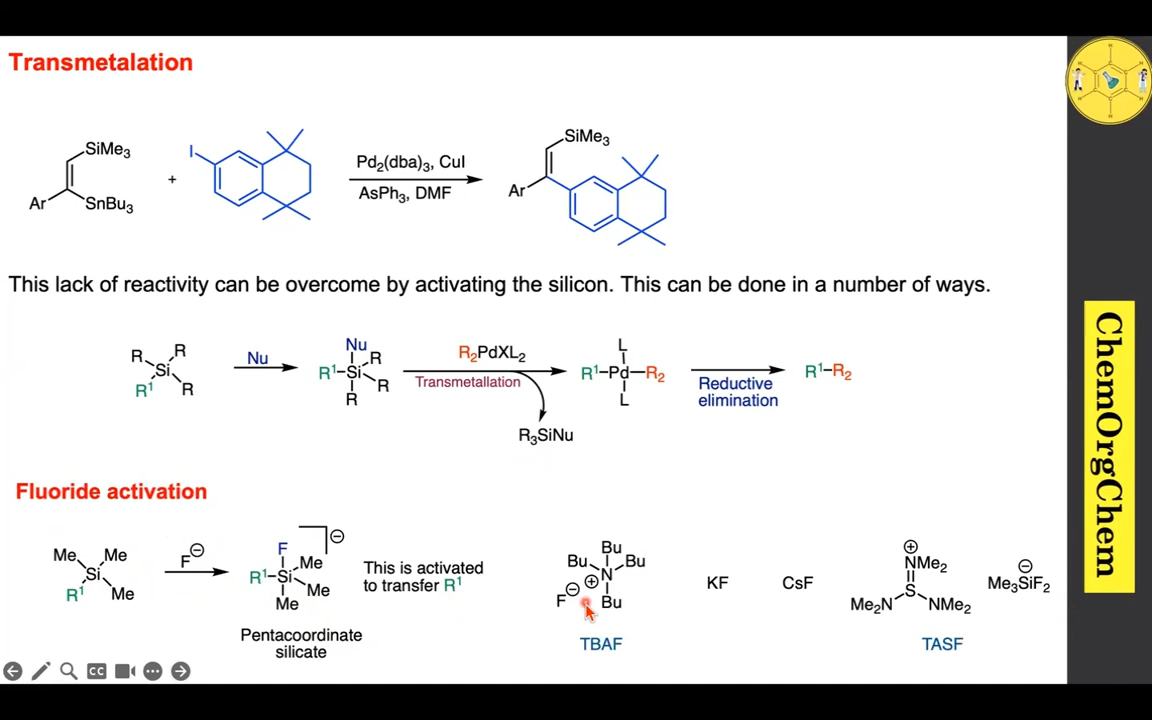 Transmetalation
SiMe3
Ar
SnBu3
+
I
Pd2(dba)3, CuI
AsPh3, DMF
SiMe3
Ar
This lack of reactivity can be overcome by activating the silicon. This can be done in a number of ways.
R
R
Si
R1
R
Nu
Nu
R1
Si
R
R
R
R2PdXL2
Transmetallation
R3SiNu
L
R1-Pd-R2
L
Reductive
elimination
R1-R2
Fluoride activation
Me
Me
Si
R1
Me
F⊖
F
R1
Si
Me
Me
Me
⊖
Pentacoordinate
silicate
This is activated
to transfer R1
Bu
Bu
Bu
N
⊕
F⊖
Bu
TBAF
KF
CsF
⊕
NMe2
S
Me2N
NMe2
⊖
Me3SiF2
TASF
CC
ChemOrgChem
H
H
H
H
H
H